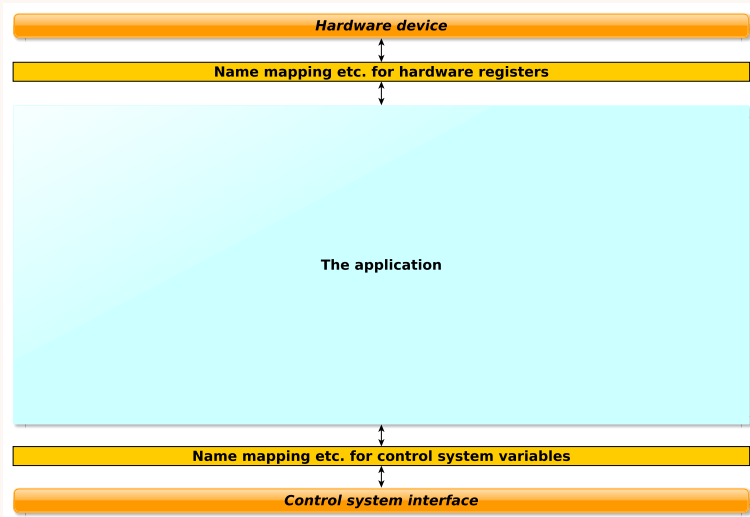 Hardware device
Name mapping etc. for hardware registers
The application
Name mapping etc. for control system variables
Control system interface